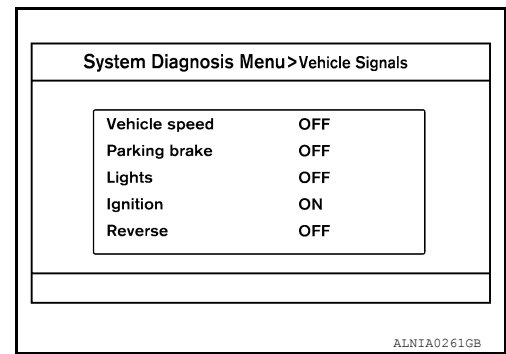 System Diagnosis Menu>Vehicle Signals
Vehicle speed OFF
Parking brake OFF
Lights OFF
Ignition ON
Reverse OFF
ALNIA0261GB